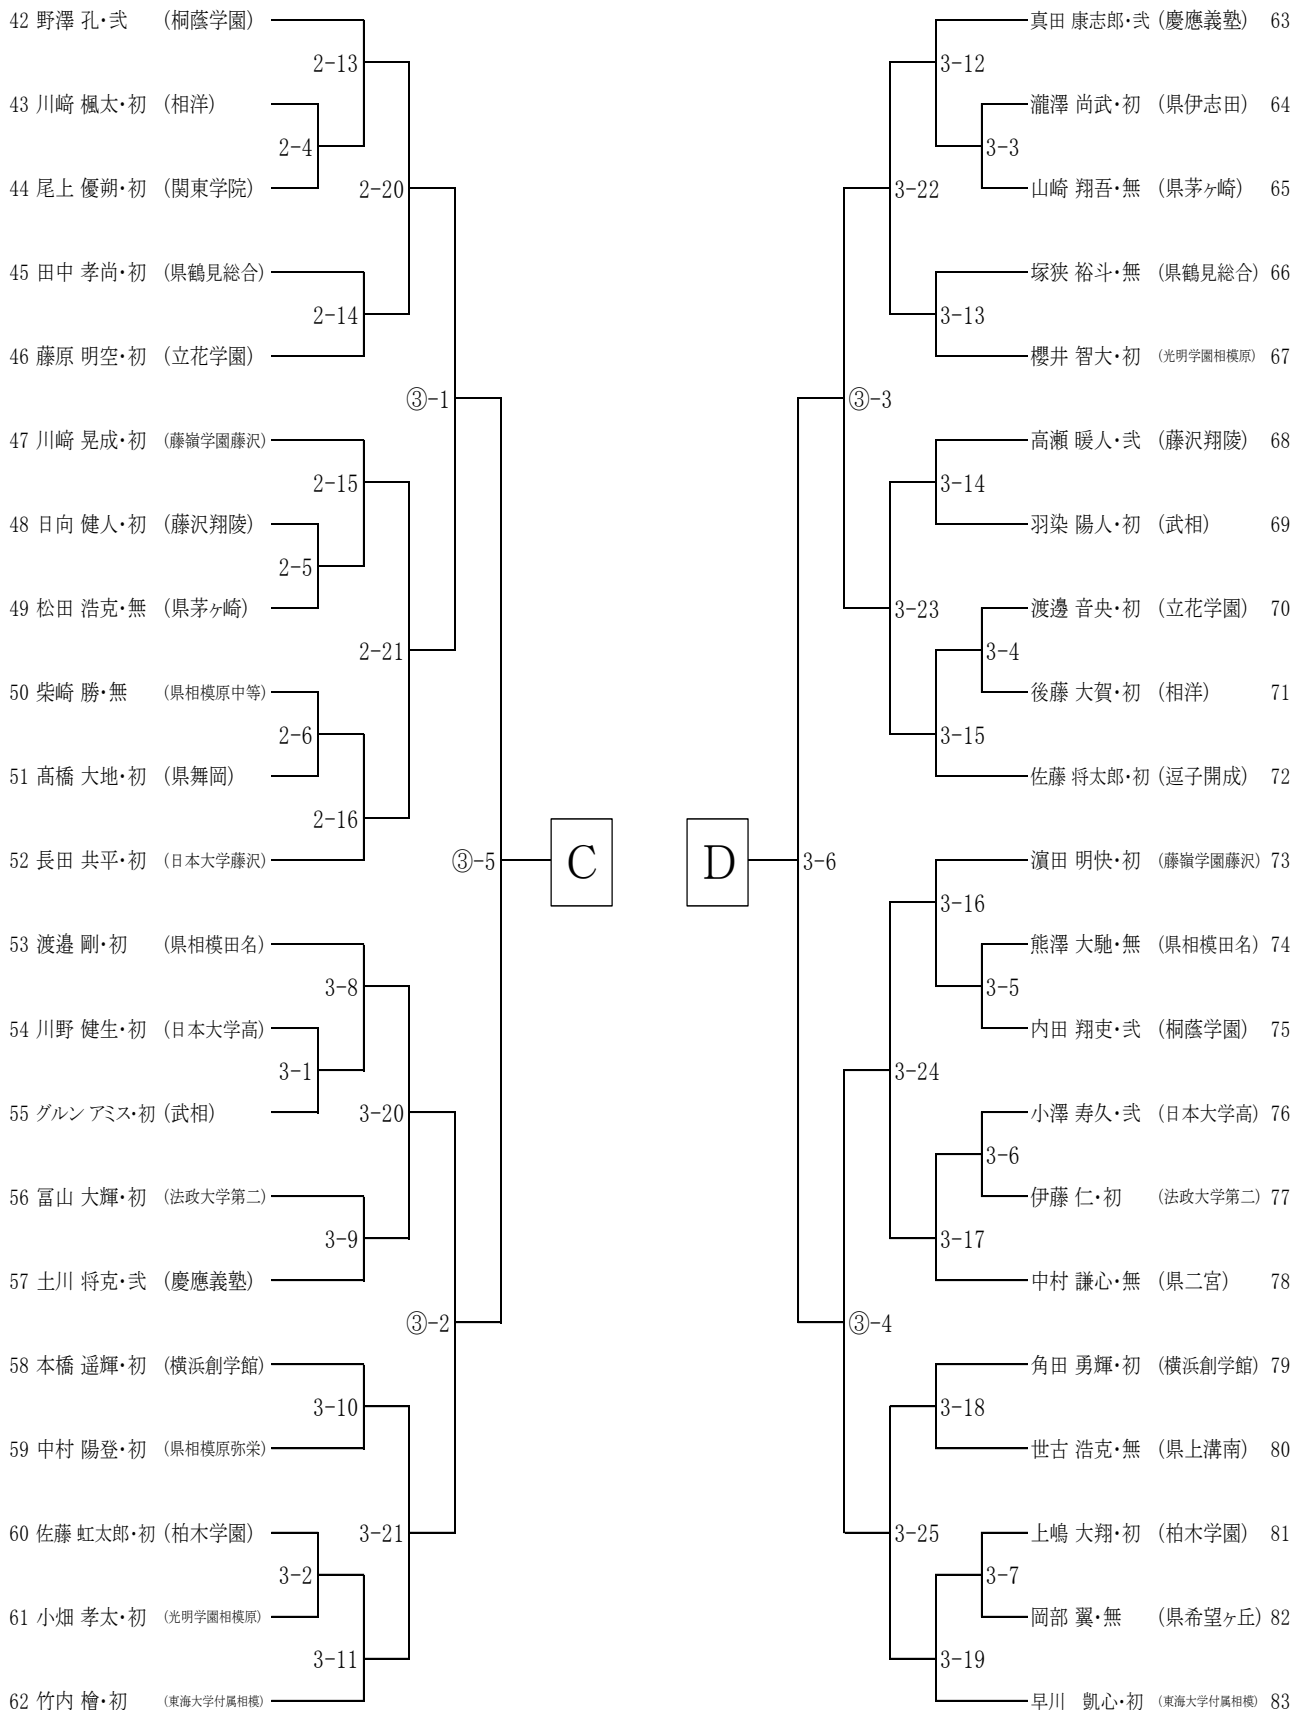 42 野澤 孔・弐 (桐蔭学園)
2-13
43 川﨑 楓太・初 (相洋)
2-4
44 尾上 優朔・初 (関東学院)
2-20
45 田中 孝尚・初 (県鶴見総合)
2-14
46 藤原 明空・初 (立花学園)
③-1
47 川﨑 晃成・初 (藤嶺学園藤沢)
2-15
48 日向 健人・初 (藤沢翔陵)
2-5
49 松田 浩克・無 (県茅ヶ崎)
2-21
50 柴崎 勝・無 (県相模原中等)
2-6
51 髙橋 大地・初 (県舞岡)
2-16
52 長田 共平・初 (日本大学藤沢)
③-5
C
53 渡邉 剛・初 (県相模田名)
3-8
54 川野 健生・初 (日本大学高)
3-1
55 グルン アミス・初 (武相)
3-20
56 冨山 大輝・初 (法政大学第二)
3-9
57 土川 将克・弐 (慶應義塾)
③-2
58 本橋 遥輝・初 (横浜創学館)
3-10
59 中村 陽登・初 (県相模原弥栄)
60 佐藤 虹太郎・初 (柏木学園)
3-21
3-2
61 小畑 孝太・初 (光明学園相模原)
3-11
62 竹内 檜・初 (東海大学付属相模)
真田 康志郎・弐 (慶應義塾) 63
3-12
瀧澤 尚武・初 (県伊志田) 64
3-3
山崎 翔吾・無 (県茅ヶ崎) 65
3-22
塚狭 裕斗・無 (県鶴見総合) 66
3-13
櫻井 智大・初 (光明学園相模原) 67
③-3
高瀬 暖人・弐 (藤沢翔陵) 68
3-14
羽染 陽人・初 (武相) 69
渡邊 音央・初 (立花学園) 70
3-23
3-4
後藤 大賀・初 (相洋) 71
3-15
佐藤 将太郎・初 (逗子開成) 72
D
3-6
濵田 明快・初 (藤嶺学園藤沢) 73
3-16
熊澤 大馳・無 (県相模田名) 74
3-5
内田 翔吏・弐 (桐蔭学園) 75
3-24
小澤 寿久・弐 (日本大学高) 76
3-6
伊藤 仁・初 (法政大学第二) 77
3-17
中村 謙心・無 (県二宮) 78
③-4
角田 勇輝・初 (横浜創学館) 79
3-18
世古 浩克・無 (県上溝南) 80
上嶋 大翔・初 (柏木学園) 81
3-25
3-7
岡部 翼・無 (県希望ヶ丘) 82
3-19
早川 凱心・初 (東海大学付属相模) 83